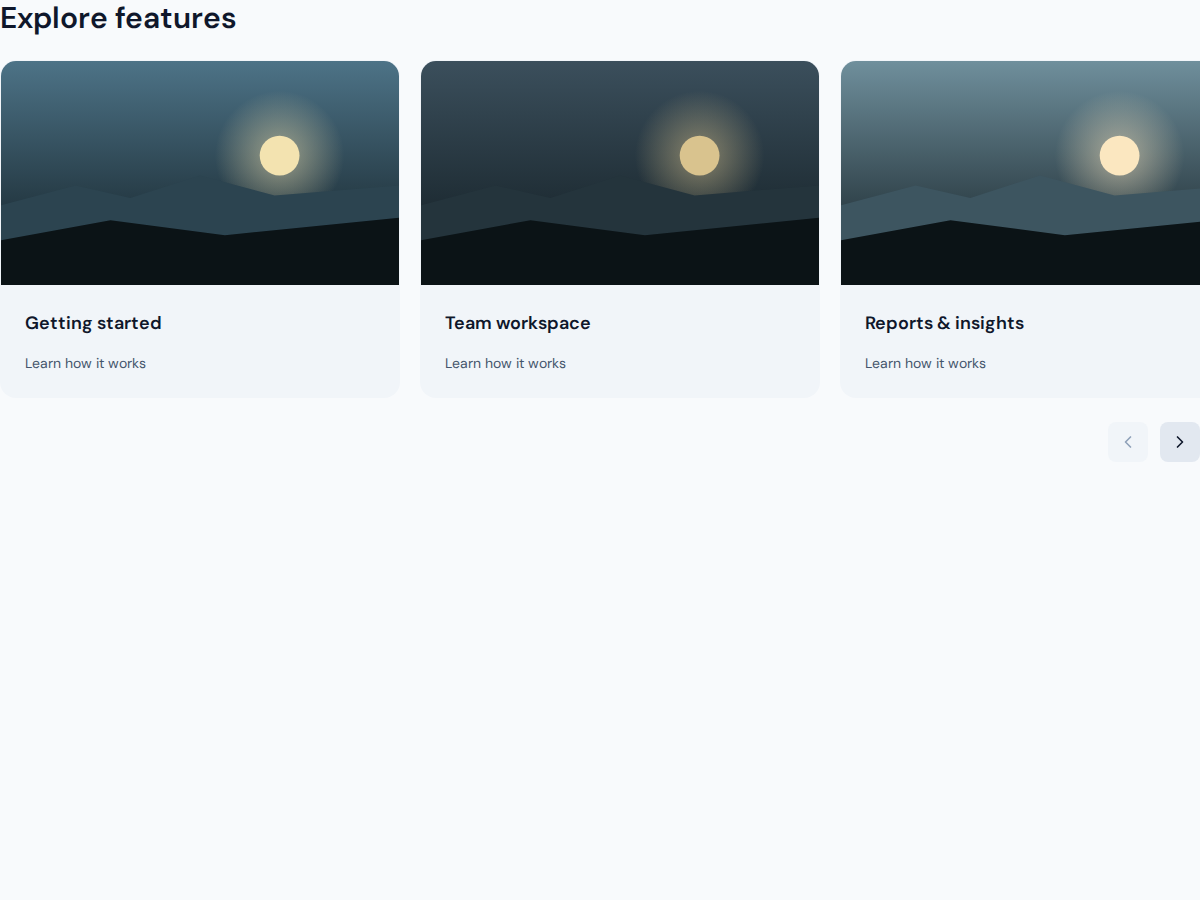 Explore features
Getting started
Learn how it works
Team workspace
Learn how it works
Reports & insights
Learn how it works